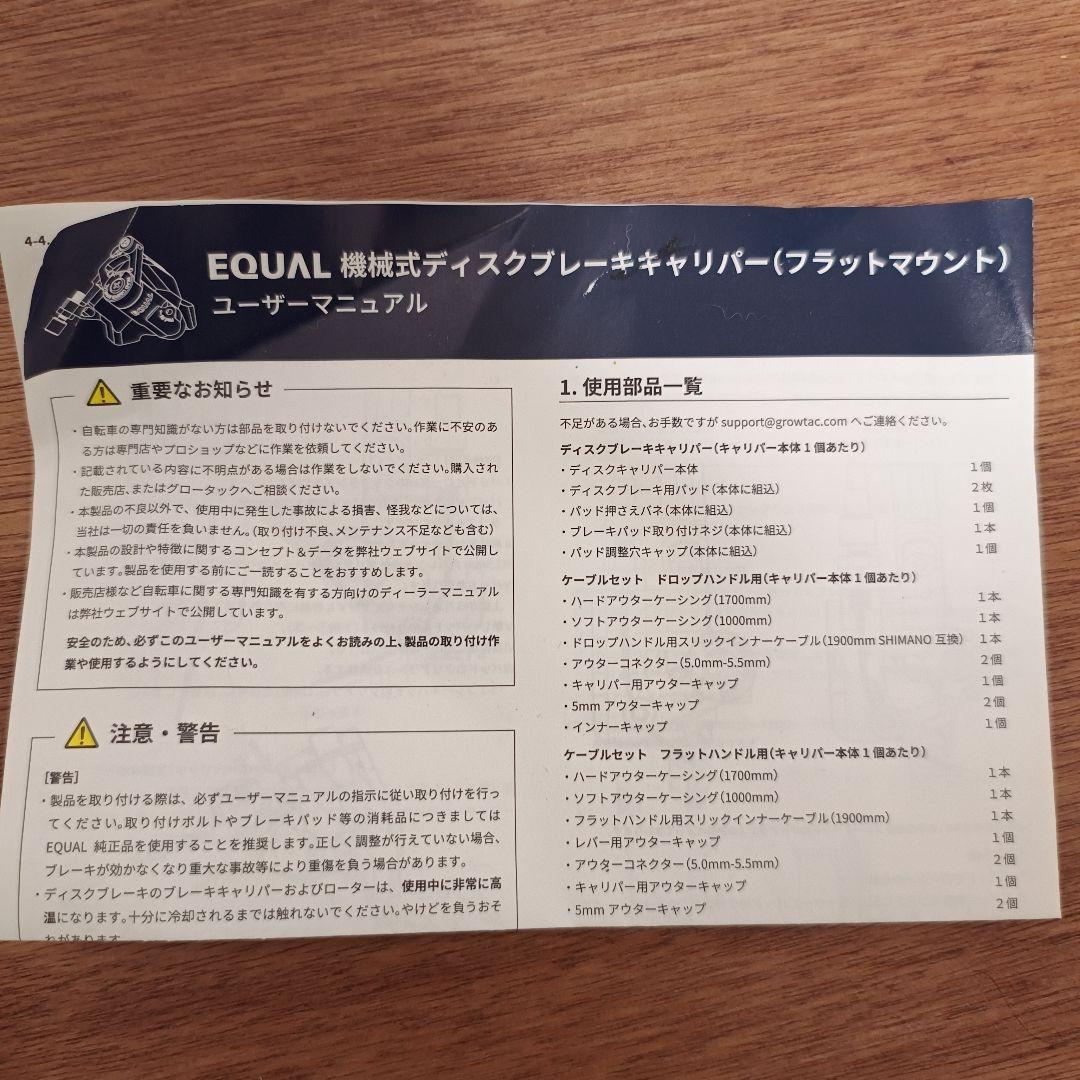 4-4.
EQUAL 機械式ディスクブレーキキャリパー(フラットマウント)
ユーザーマニュアル
重要なお知らせ
・自転車の専門知識がない方は部品を取り付けないでください。作業に不安のあ
る方は専門店やプロショップなどに作業を依頼してください。
・記載されている内容に不明点がある場合は作業をしないでください。購入され
た販売店、またはグロータックへご相談ください。
・本製品の不良以外で、使用中に発生した事故による損害、怪我などについては、
当社は一切の責任を負いません。(取り付け不良、メンテナンス不足なども含む)
・本製品の設計や特徴に関するコンセプト＆データを弊社ウェブサイトで公開し
ています。製品を使用する前にご一読することをおすすめします。
・販売店様など自転車に関する専門知識を有する方向けのディーラーマニュアル
は弊社ウェブサイトで公開しています。
安全のため、必ずこのユーザーマニュアルをよくお読みの上、製品の取り付け作
業や使用するようにしてください。
注意・警告
[警告]
・製品を取り付ける際は、必ずユーザーマニュアルの指示に従い取り付けを行っ
てください。取り付けボルトやブレーキパッド等の消耗品につきましては
EQUAL 純正品を使用することを推奨します。正しく調整が行えていない場合、
ブレーキが効かなくなり重大な事故等により重傷を負う場合があります。
・ディスクブレーキのブレーキキャリパーおよびローターは、使用中に非常に高
温になります。十分に冷却されるまでは触れないでください。やけどを負うおそ
れがあります
1. 使用部品一覧
不足がある場合、お手数ですが support@growtac.com へご連絡ください。
ディスクブレーキキャリパー(キャリパー本体 1 個あたり)
・ディスクキャリパー本体 1個
・ディスクブレーキ用パッド(本体に組込) 2枚
・パッド押さえバネ(本体に組込) 1個
・ブレーキパッド取り付けネジ(本体に組込) 1本
・パッド調整穴キャップ(本体に組込) 1個
ケーブルセット ドロップハンドル用(キャリパー本体 1 個あたり)
・ハードアウターケーシング(1700mm) 1本
・ソフトアウターケーシング(1000mm) 1本
・ドロップハンドル用スリックインナーケーブル(1900mm SHIMANO 互換) 1本
・アウターコネクター(5.0mm-5.5mm) 2個
・キャリパー用アウターキャップ 1個
・5mm アウターキャップ 2個
・インナーキャップ 1個
ケーブルセット フラットハンドル用(キャリパー本体 1 個あたり)
・ハードアウターケーシング(1700mm) 1本
・ソフトアウターケーシング(1000mm) 1本
・フラットハンドル用スリックインナーケーブル(1900mm) 1本
・レバー用アウターキャップ 1個
・アウターコネクター(5.0mm-5.5mm) 2個
・キャリパー用アウターキャップ 1個
・5mm アウターキャップ 2個